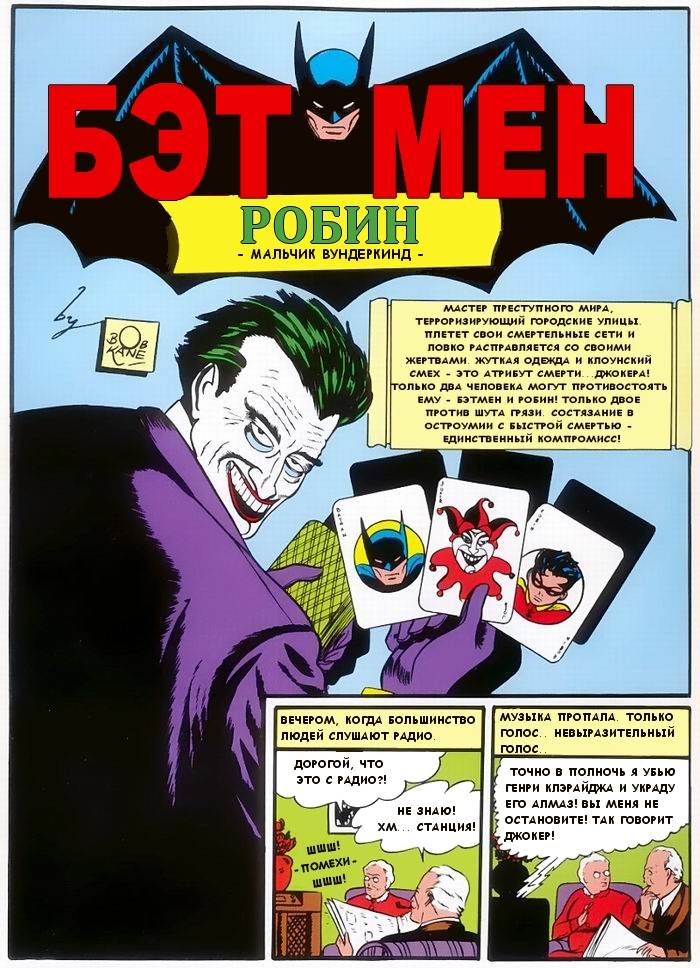 БЭТ МЕН
РОБИН
- МАЛЬЧИК ВУНДЕРКИНД -
by
BOB
KANE
МАСТЕР ПРЕСТУПНОГО МИРА,
ТЕРРОРИЗИРУЮЩИЙ ГОРОДСКИЕ УЛИЦЫ.
ПЛЕТЕТ СВОИ СМЕРТЕЛЬНЫЕ СЕТИ И
ЛОВКО РАСПРАВЛЯЕТСЯ СО СВОИМИ
ЖЕРТВАМИ. ЖУТКАЯ ОДЕЖДА И КЛОУНСКИЙ
СМЕХ - ЭТО АТРИБУТ СМЕРТИ...ДЖОКЕРА!
ТОЛЬКО ДВА ЧЕЛОВЕКА МОГУТ ПРОТИВОСТОЯТЬ
ЕМУ - БЭТМЕН И РОБИН! ТОЛЬКО ДВОЕ
ПРОТИВ ШУТА ГРЯЗИ. СОСТЯЗАНИЕ В
ОСТРОУМИИ С БЫСТРОЙ СМЕРТЬЮ -
ЕДИНСТВЕННЫЙ КОМПРОМИСС!
ВЕЧЕРОМ, КОГДА БОЛЬШИНСТВО
ЛЮДЕЙ СЛУШАЮТ РАДИО.
ДОРОГОЙ, ЧТО
ЭТО С РАДИО?!
НЕ ЗНАЮ!
ХМ... СТАНЦИЯ!
ШШШ!
- ПОМЕХИ -
ШШШ!
МУЗЫКА ПРОПАЛА. ТОЛЬКО
ГОЛОС.. НЕВЫРАЗИТЕЛЬНЫЙ
ГОЛОС..
ТОЧНО В ПОЛНОЧЬ Я УБЬЮ
ГЕНРИ КЛЭРАЙДЖА И УКРАДУ
ЕГО АЛМАЗ! ВЫ МЕНЯ НЕ
ОСТАНОВИТЕ! ТАК ГОВОРИТ
ДЖОКЕР!